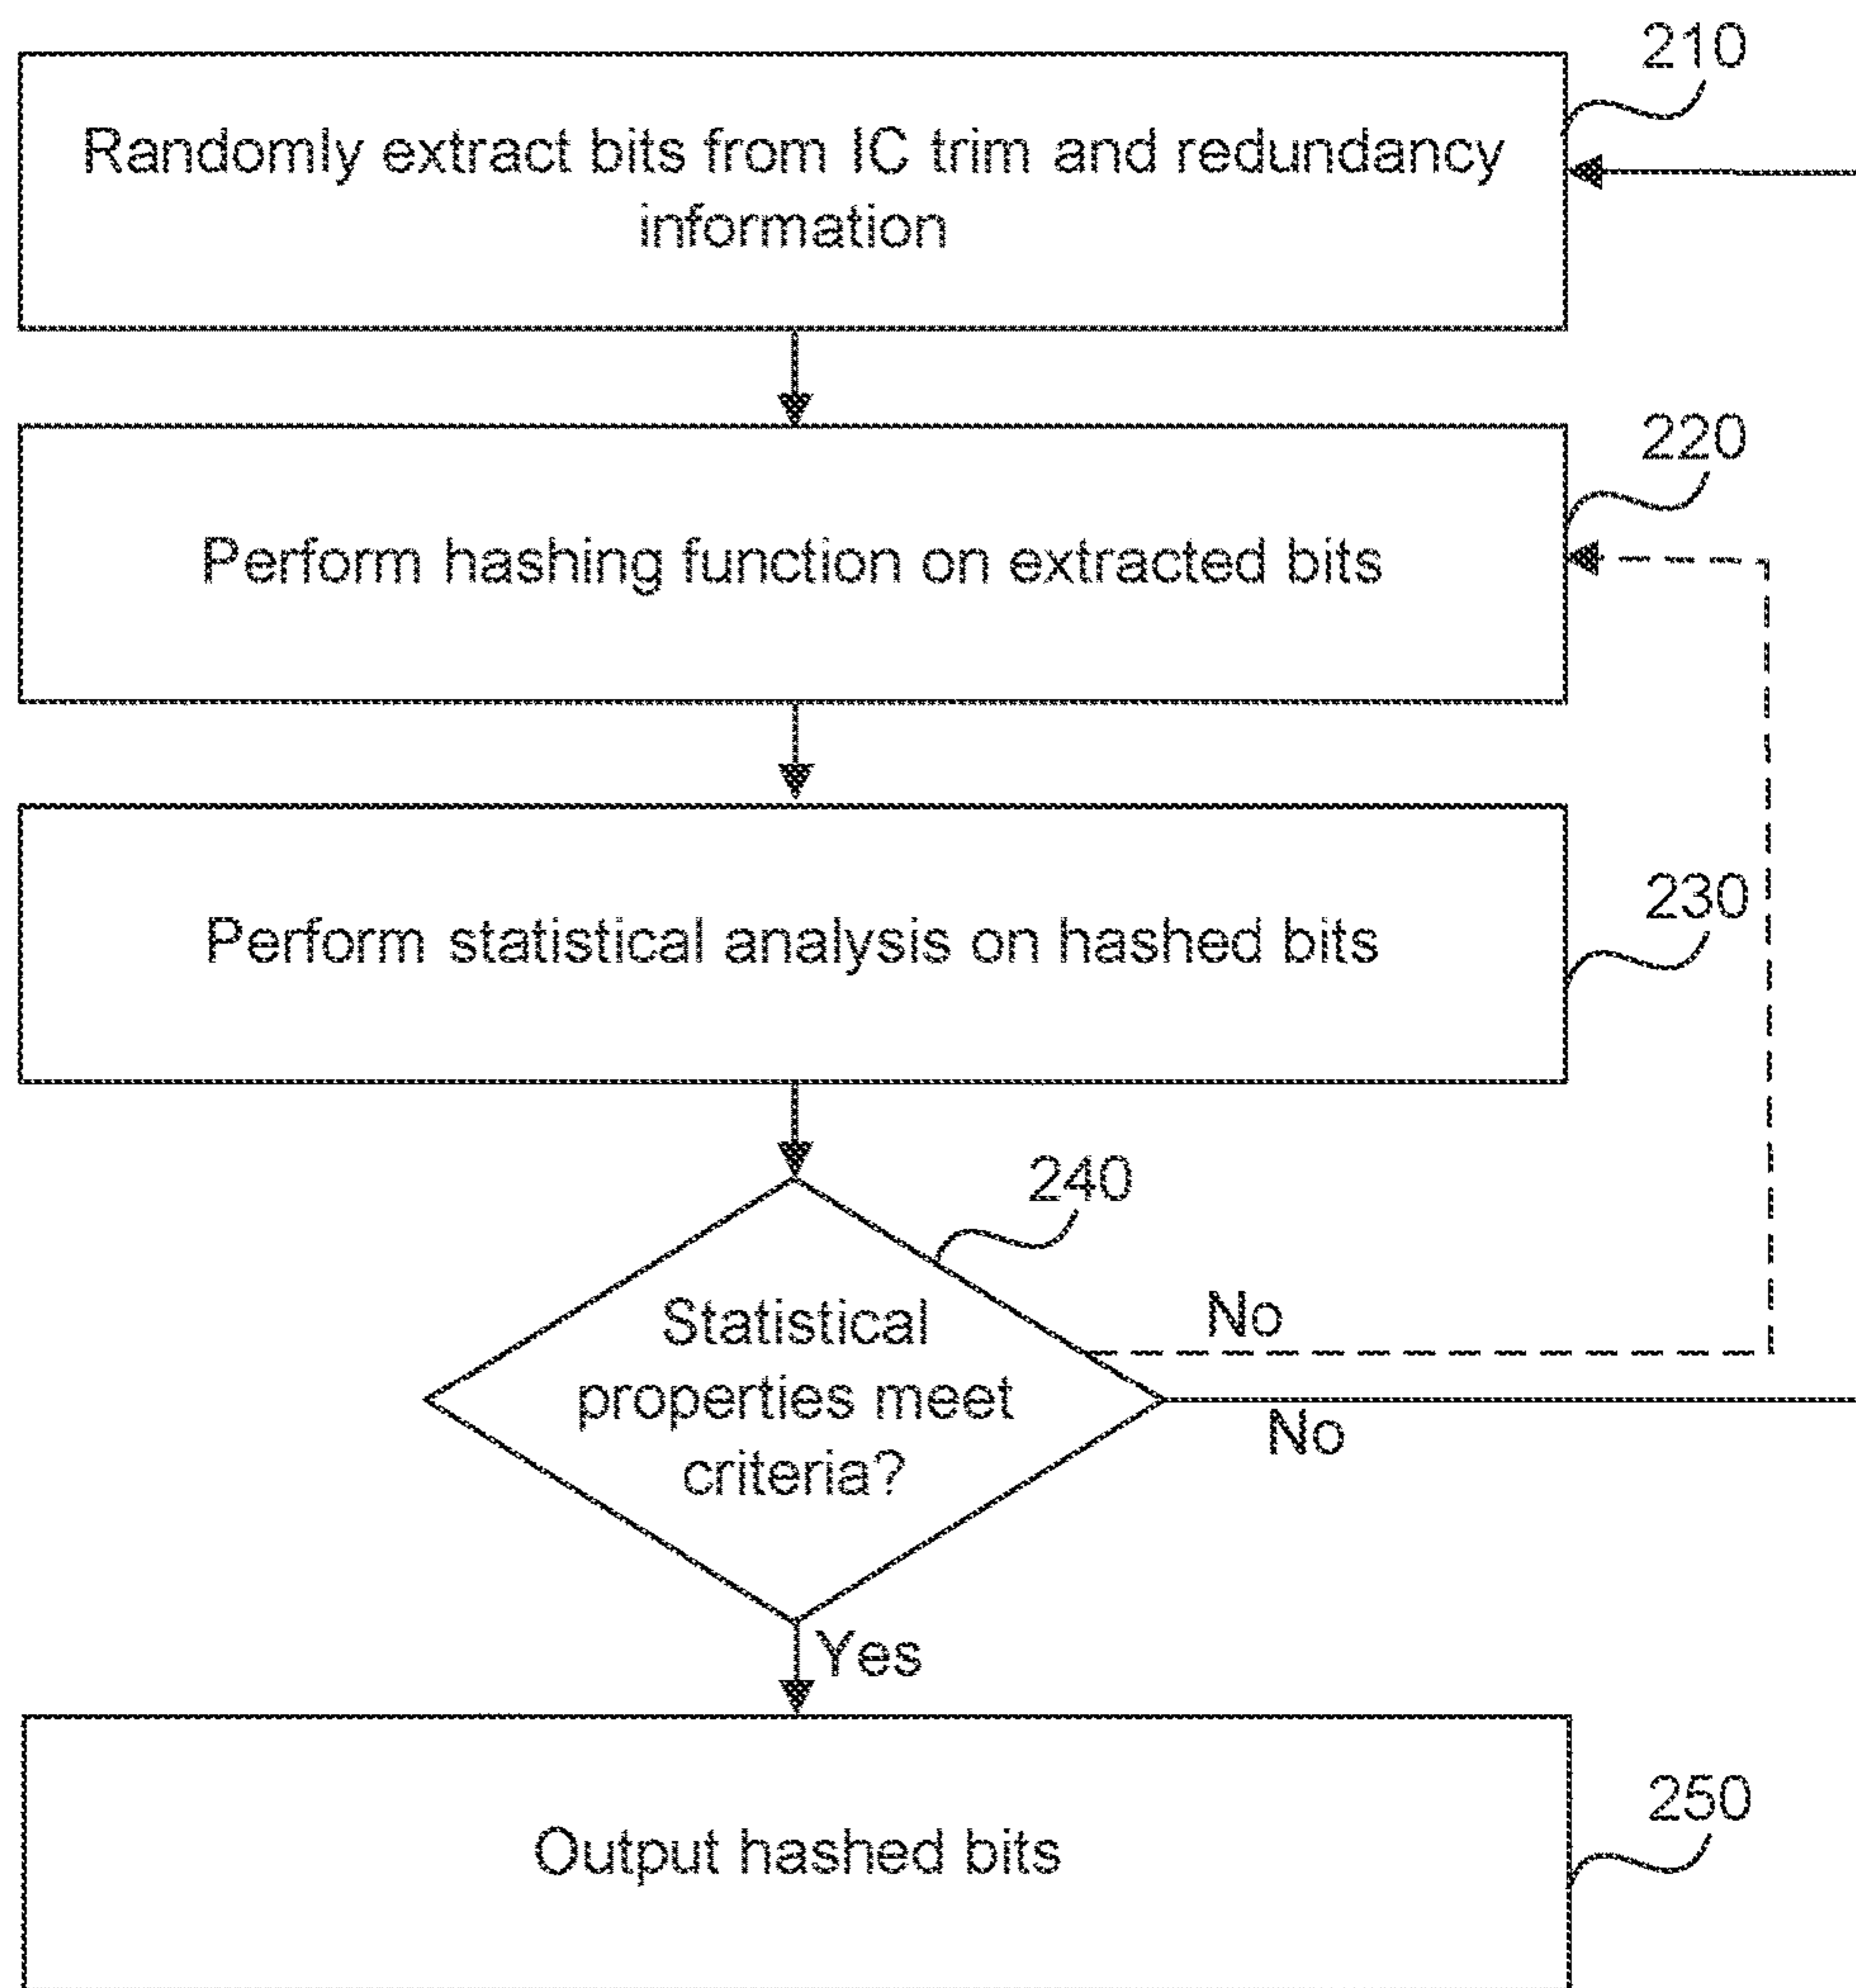 210
Randomly extract bits from IC trim and redundancy
information
220
Perform hashing function on extracted bits
230
Perform statistical analysis on hashed bits
240
Statistical
properties meet
criteria?
No
No
Yes
250
Output hashed bits